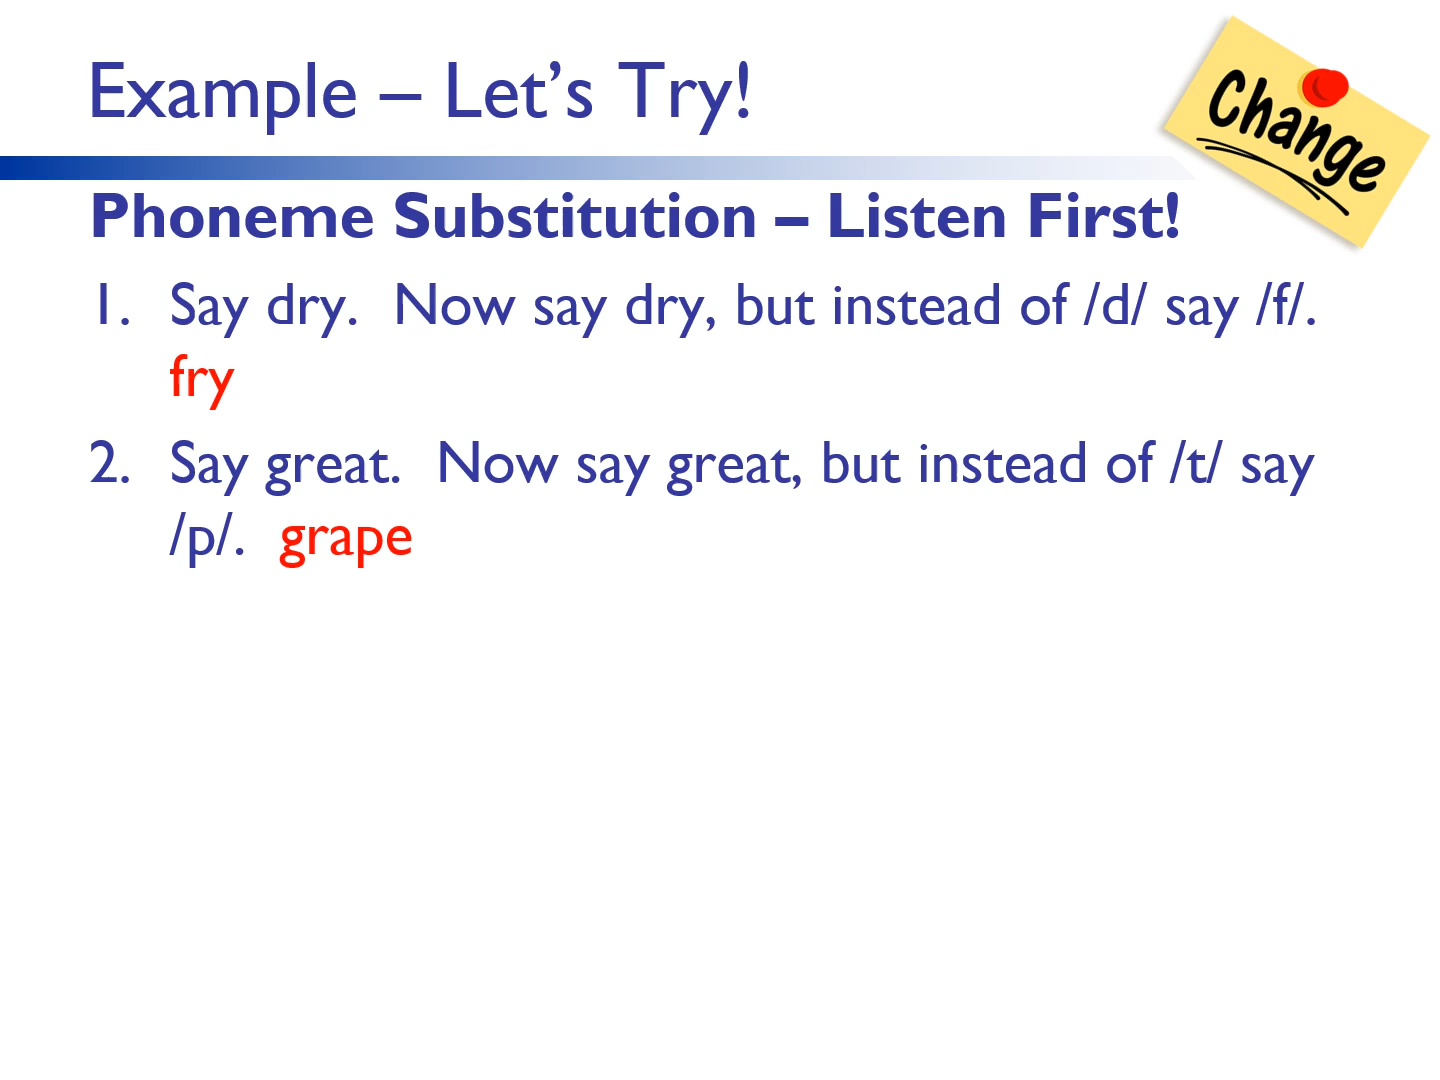 Example – Let’s Try!
Change
Phoneme Substitution – Listen First!
1. Say dry. Now say dry, but instead of /d/ say /f/.
fry
2. Say great. Now say great, but instead of /t/ say
/p/. grape